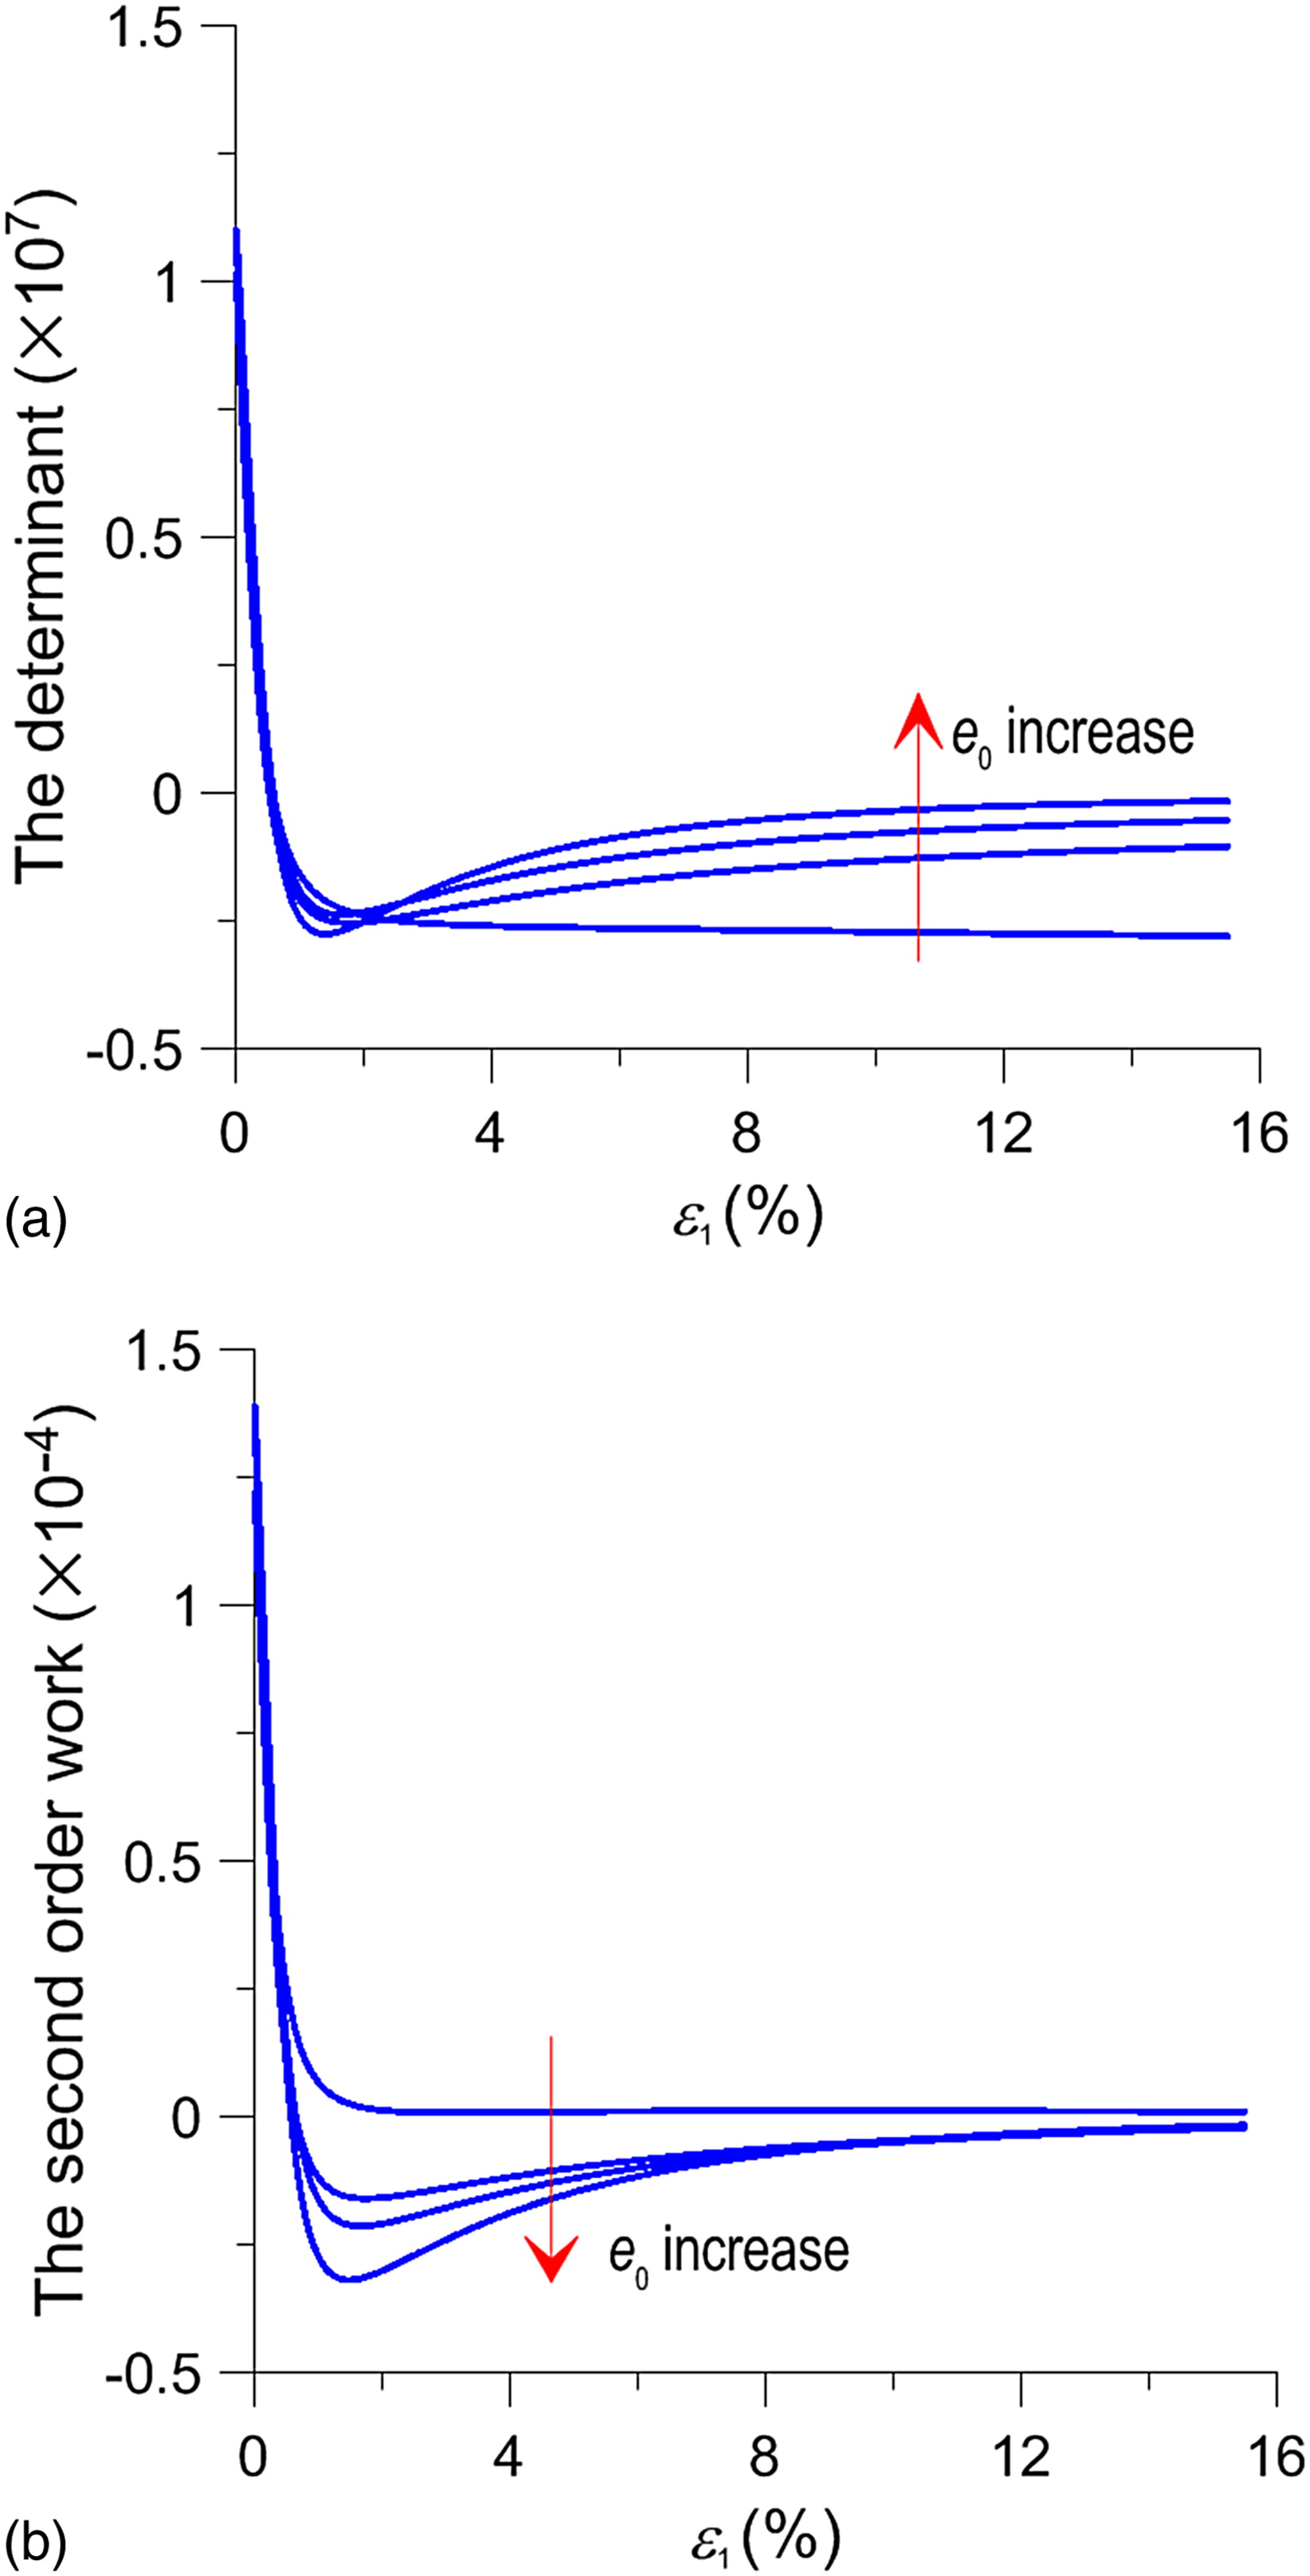 1.5
1
0.5
0
-0.5
The determinant (×10⁷)
e₀ increase
0 4 8 12 16
ε₁(%)
(a)
1.5
1
0.5
0
-0.5
The second order work (×10⁻⁴)
e₀ increase
0 4 8 12 16
ε₁(%)
(b)